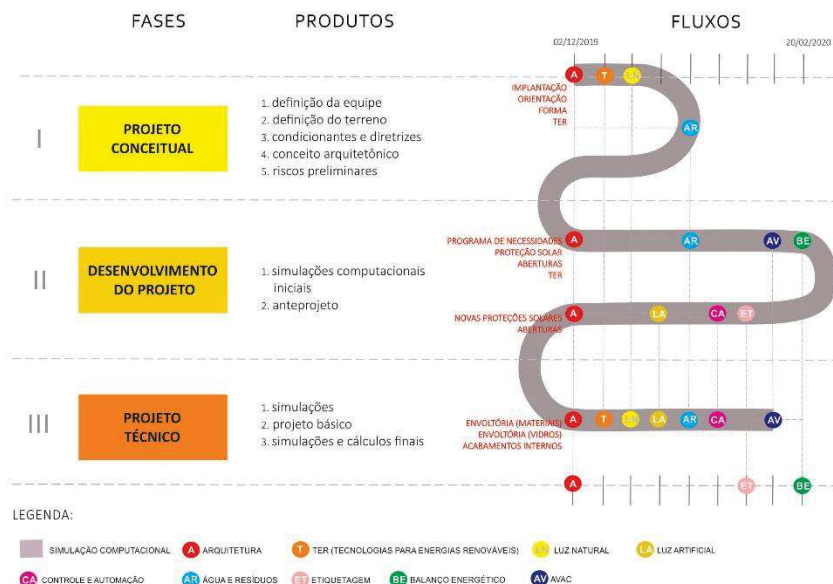 FASES
PRODUTOS
FLUXOS
02/12/2019
20/02/2020
I
PROJETO
CONCEITUAL
1. definição da equipe
2. definição do terreno
3. condicionantes e diretrizes
4. conceito arquitetônico
5. riscos preliminares
A
T
LN
IMPLANTAÇÃO
ORIENTAÇÃO
FORMA
TER
AR
II
DESENVOLVIMENTO
DO PROJETO
1. simulações computacionais
iniciais
2. anteprojeto
A
AR
AV
BE
PROGRAMA DE NECESSIDADES
PROTEÇÃO SOLAR
ABERTURAS
TER
A
LA
CA
ET
NOVAS PROTEÇÕES SOLARES
ABERTURAS
III
PROJETO
TÉCNICO
1. simulações
2. projeto básico
3. simulações e cálculos finais
A
T
LN
LA
AR
CA
AV
ENVOLTÓRIA (MATERIAIS)
ENVOLTÓRIA (VIDROS)
ACABAMENTOS INTERNOS
A
ET
BE
LEGENDA:
SIMULAÇÃO COMPUTACIONAL
A ARQUITETURA
T TER (TECNOLOGIAS PARA ENERGIAS RENOVÁVEIS)
LN LUZ NATURAL
LA LUZ ARTIFICIAL
CA CONTROLE E AUTOMAÇÃO
AR ÁGUA E RESÍDUOS
ET ETIQUETAGEM
BE BALANÇO ENERGÉTICO
AV AVAC